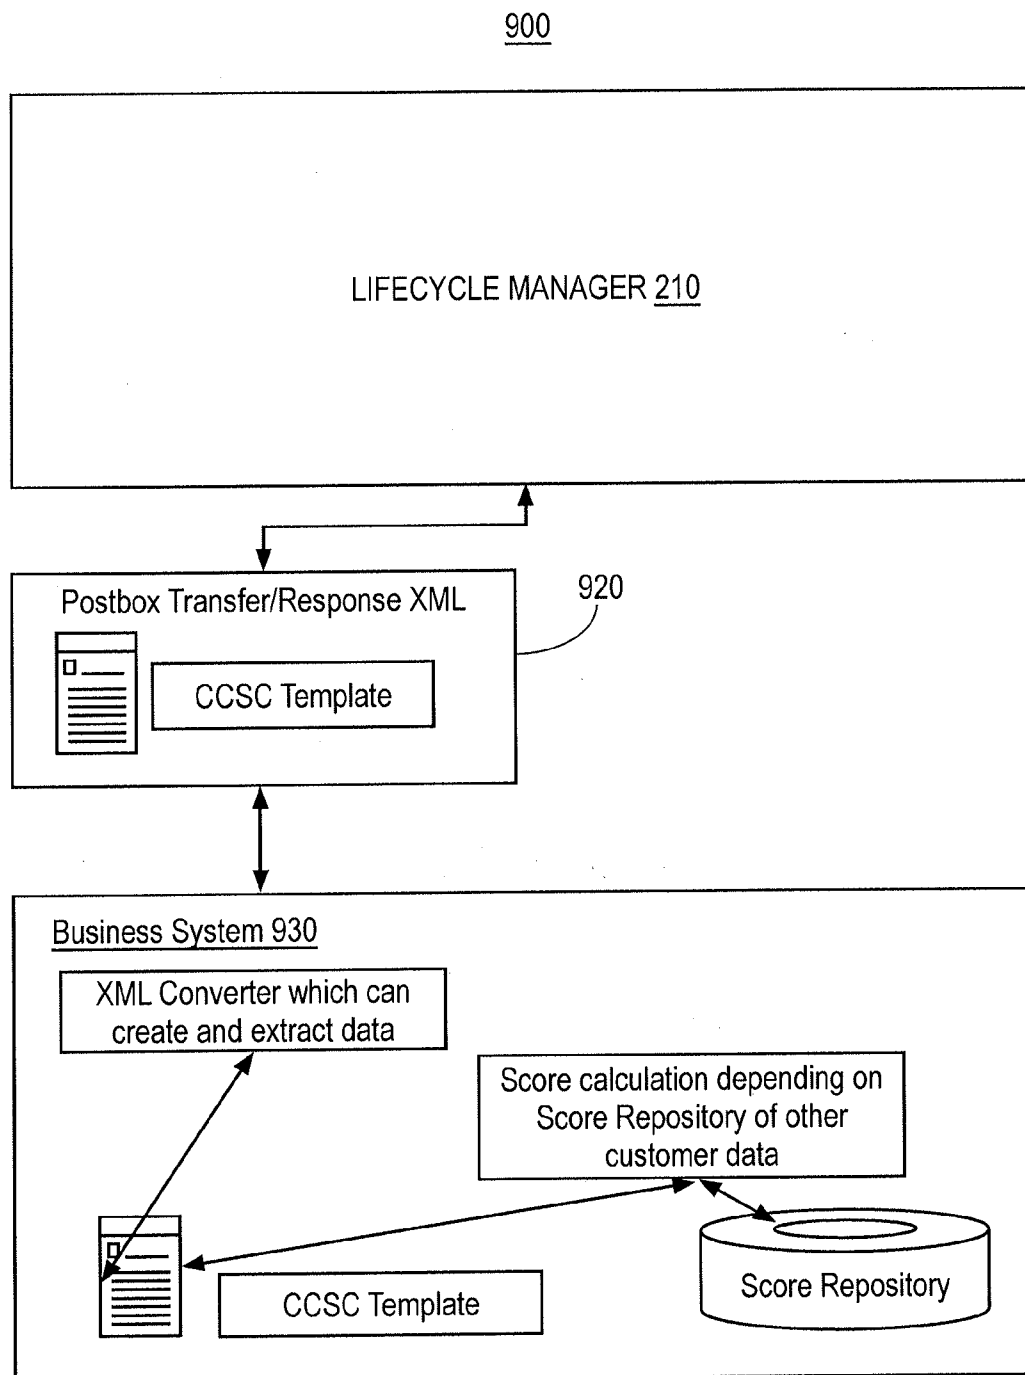 900
LIFECYCLE MANAGER 210
Postbox Transfer/Response XML
CCSC Template
920
Business System 930
XML Converter which can
create and extract data
Score calculation depending on
Score Repository of other
customer data
CCSC Template
Score Repository